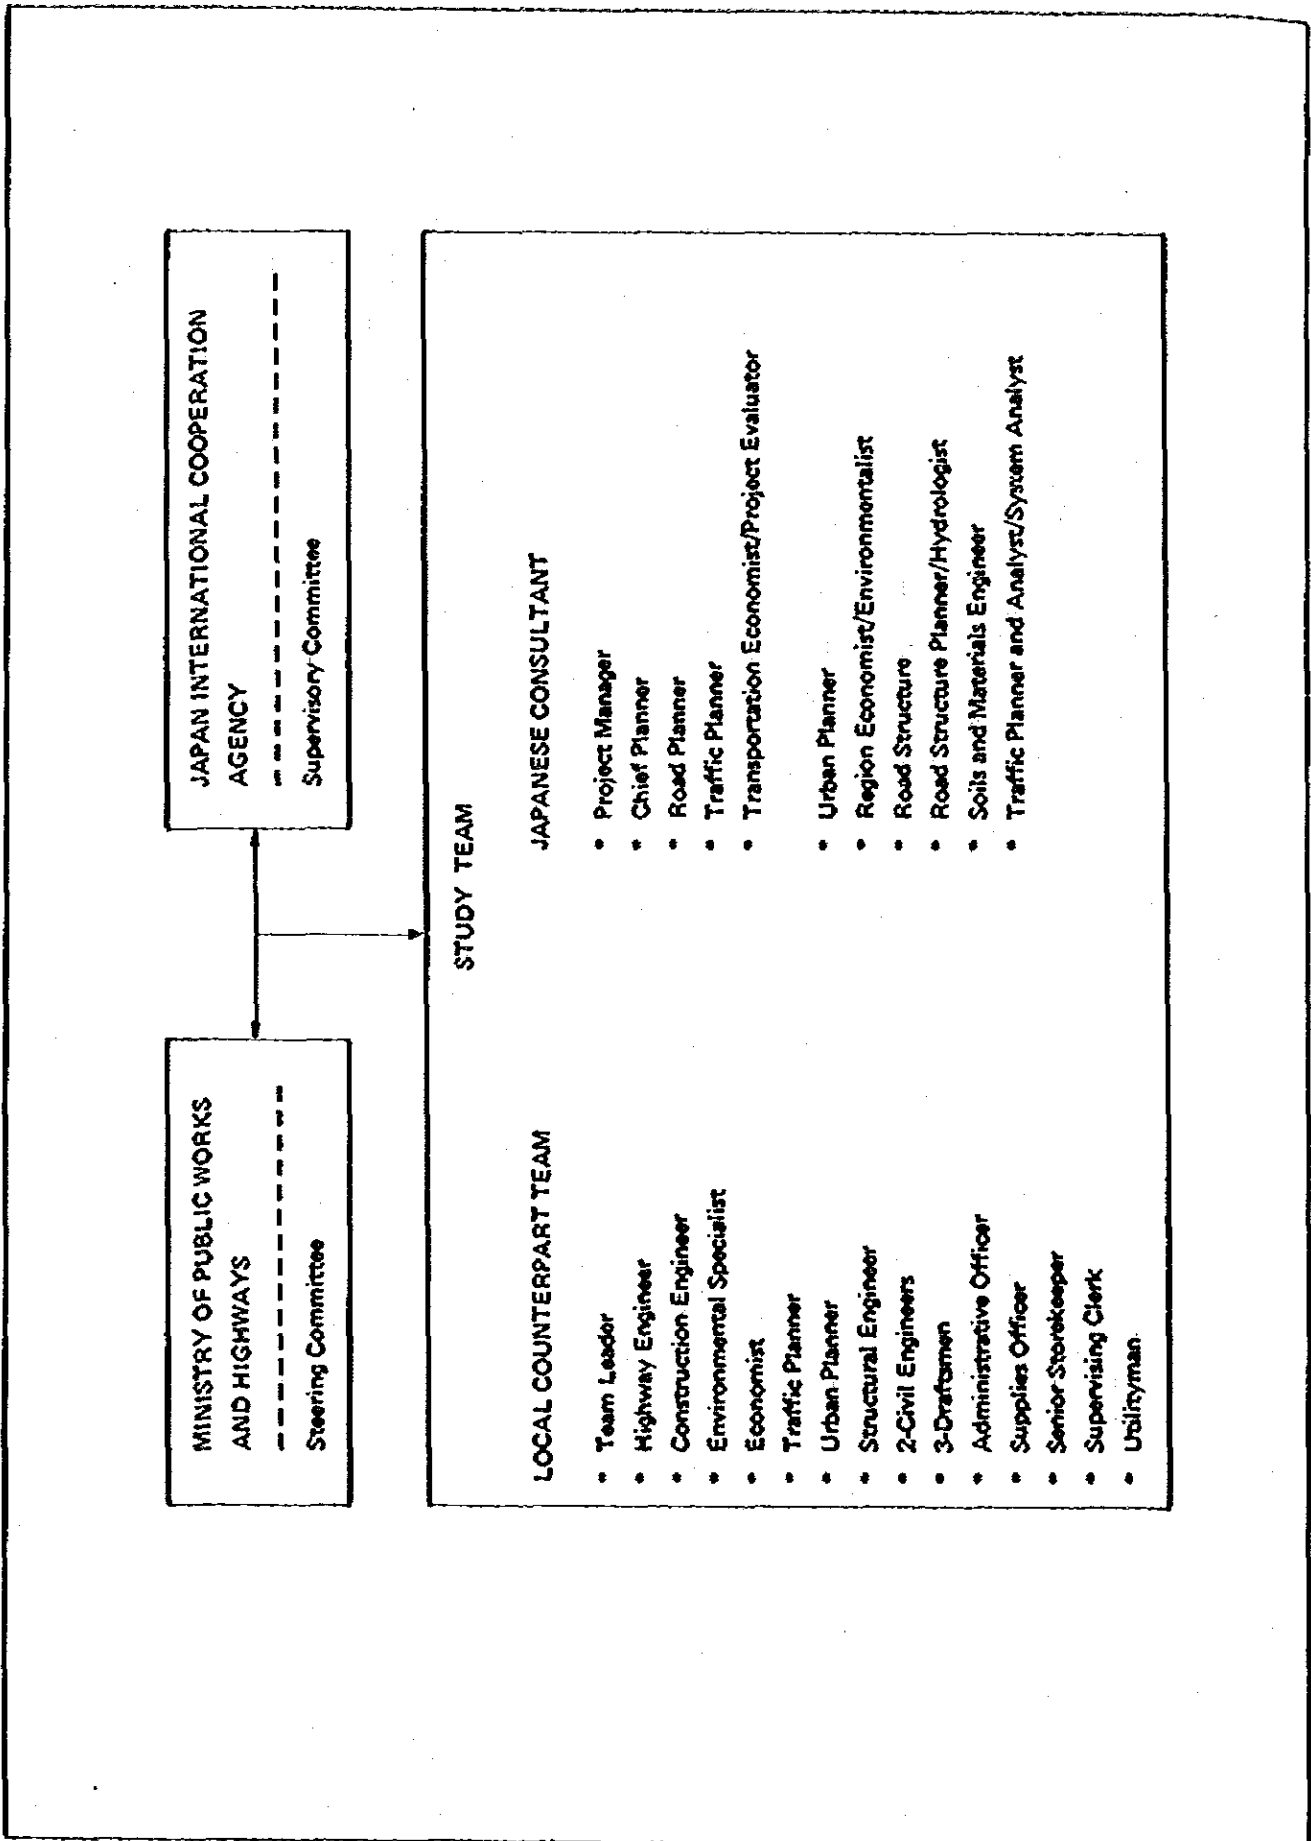 MINISTRY OF PUBLIC WORKS
AND HIGHWAYS
Steering Committee
JAPAN INTERNATIONAL COOPERATION
AGENCY
Supervisory Committee
STUDY TEAM
LOCAL COUNTERPART TEAM
• Team Leader
• Highway Engineer
• Construction Engineer
• Environmental Specialist
• Economist
• Traffic Planner
• Urban Planner
• Structural Engineer
• 2-Civil Engineers
• 3-Draftsmen
• Administrative Officer
• Supplies Officer
• Senior Storekeeper
• Supervising Clerk
• Utilityman
JAPANESE CONSULTANT
• Project Manager
• Chief Planner
• Road Planner
• Traffic Planner
• Transportation Economist/Project Evaluator
• Urban Planner
• Region Economist/Environmentalist
• Road Structure
• Road Structure Planner/Hydrologist
• Soils and Materials Engineer
• Traffic Planner and Analyst/System Analyst